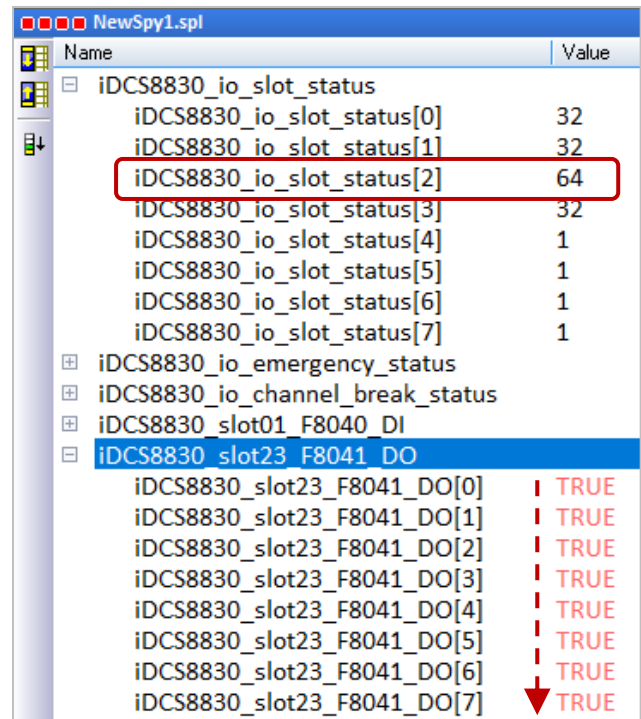 NewSpy1.spl
Name Value
iDCS8830_io_slot_status
iDCS8830_io_slot_status[0] 32
iDCS8830_io_slot_status[1] 32
iDCS8830_io_slot_status[2] 64
iDCS8830_io_slot_status[3] 32
iDCS8830_io_slot_status[4] 1
iDCS8830_io_slot_status[5] 1
iDCS8830_io_slot_status[6] 1
iDCS8830_io_slot_status[7] 1
iDCS8830_io_emergency_status
iDCS8830_io_channel_break_status
iDCS8830_slot01_F8040_DI
iDCS8830_slot23_F8041_DO
iDCS8830_slot23_F8041_DO[0] TRUE
iDCS8830_slot23_F8041_DO[1] TRUE
iDCS8830_slot23_F8041_DO[2] TRUE
iDCS8830_slot23_F8041_DO[3] TRUE
iDCS8830_slot23_F8041_DO[4] TRUE
iDCS8830_slot23_F8041_DO[5] TRUE
iDCS8830_slot23_F8041_DO[6] TRUE
iDCS8830_slot23_F8041_DO[7] TRUE